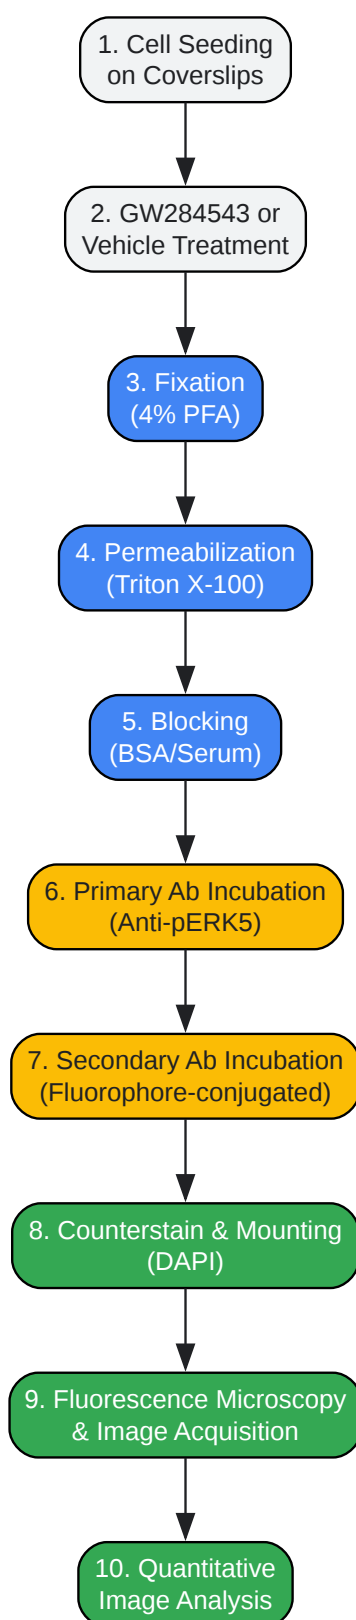 1. Cell Seeding
on Coverslips
2. GW284543 or
Vehicle Treatment
3. Fixation
(4% PFA)
4. Permeabilization
(Triton X-100)
5. Blocking
(BSA/Serum)
6. Primary Ab Incubation
(Anti-pERK5)
7. Secondary Ab Incubation
(Fluorophore-conjugated)
8. Counterstain & Mounting
(DAPI)
9. Fluorescence Microscopy
& Image Acquisition
10. Quantitative
Image Analysis